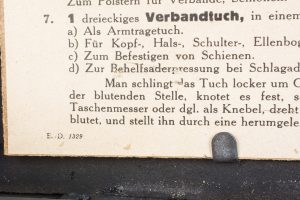 Zum Polstern für Verbände, Schienen
7. 1 dreieckiges Verbandtuch, in einem
a) Als Armtragetuch.
b) Für Kopf-, Hals-, Schulter-, Ellenbo
c) Zum Befestigen von Schienen.
d) Zur Behelfsaderpressung bei Schlagad
Man schlingt das Tuch locker um
der blutenden Stelle, knotet es fest, s
Taschenmesser oder dgl. als Knebel, dreht
blutet, und stellt ihn durch eine herumgele
E. D. 1329